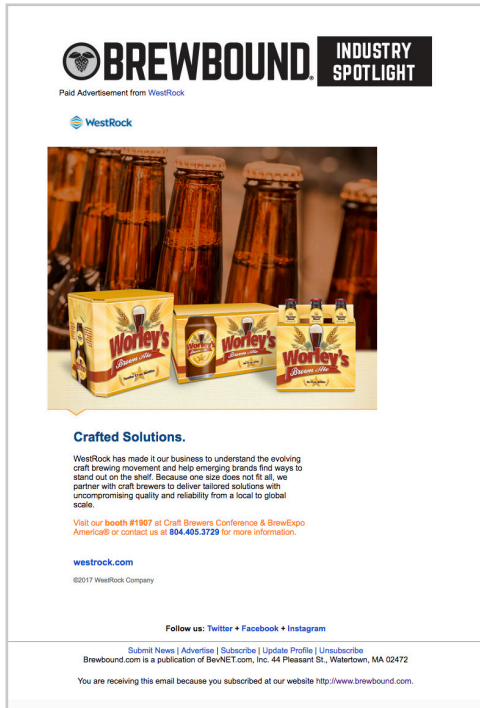 BREWBOUND®
INDUSTRY
SPOTLIGHT
Paid Advertisement from WestRock
WestRock
Worley's
Brown Ale
Worley's
Worley's
Brown Ale
Worley's
Brown Ale
Crafted Solutions.
WestRock has made it our business to understand the evolving
craft brewing movement and help emerging brands find ways to
stand out on the shelf. Because one size does not fit all, we
partner with craft brewers to deliver tailored solutions with
uncompromising quality and reliability from a local to global
scale.
Visit our booth #1907 at Craft Brewers Conference & BrewExpo
America® or contact us at 804.405.3729 for more information.
westrock.com
©2017 WestRock Company
Follow us: Twitter + Facebook + Instagram
Submit News | Advertise | Subscribe | Update Profile | Unsubscribe
Brewbound.com is a publication of BevNET.com, Inc. 44 Pleasant St., Watertown, MA 02472
You are receiving this email because you subscribed at our website http://www.brewbound.com.